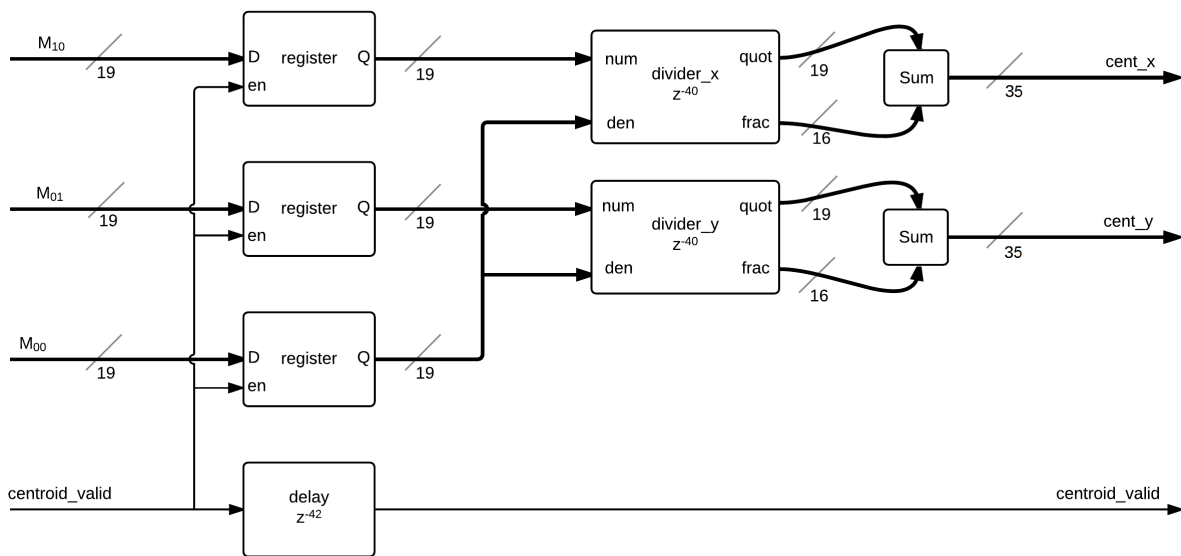 M₁₀
19
D register Q
en
19
num divider_x quot
z⁻⁴⁰
den frac
19
16
Sum
35
cent_x
M₀₁
19
D register Q
en
19
num divider_y quot
z⁻⁴⁰
den frac
19
16
Sum
35
cent_y
M₀₀
19
D register Q
en
19
centroid_valid
delay
z⁻⁴²
centroid_valid